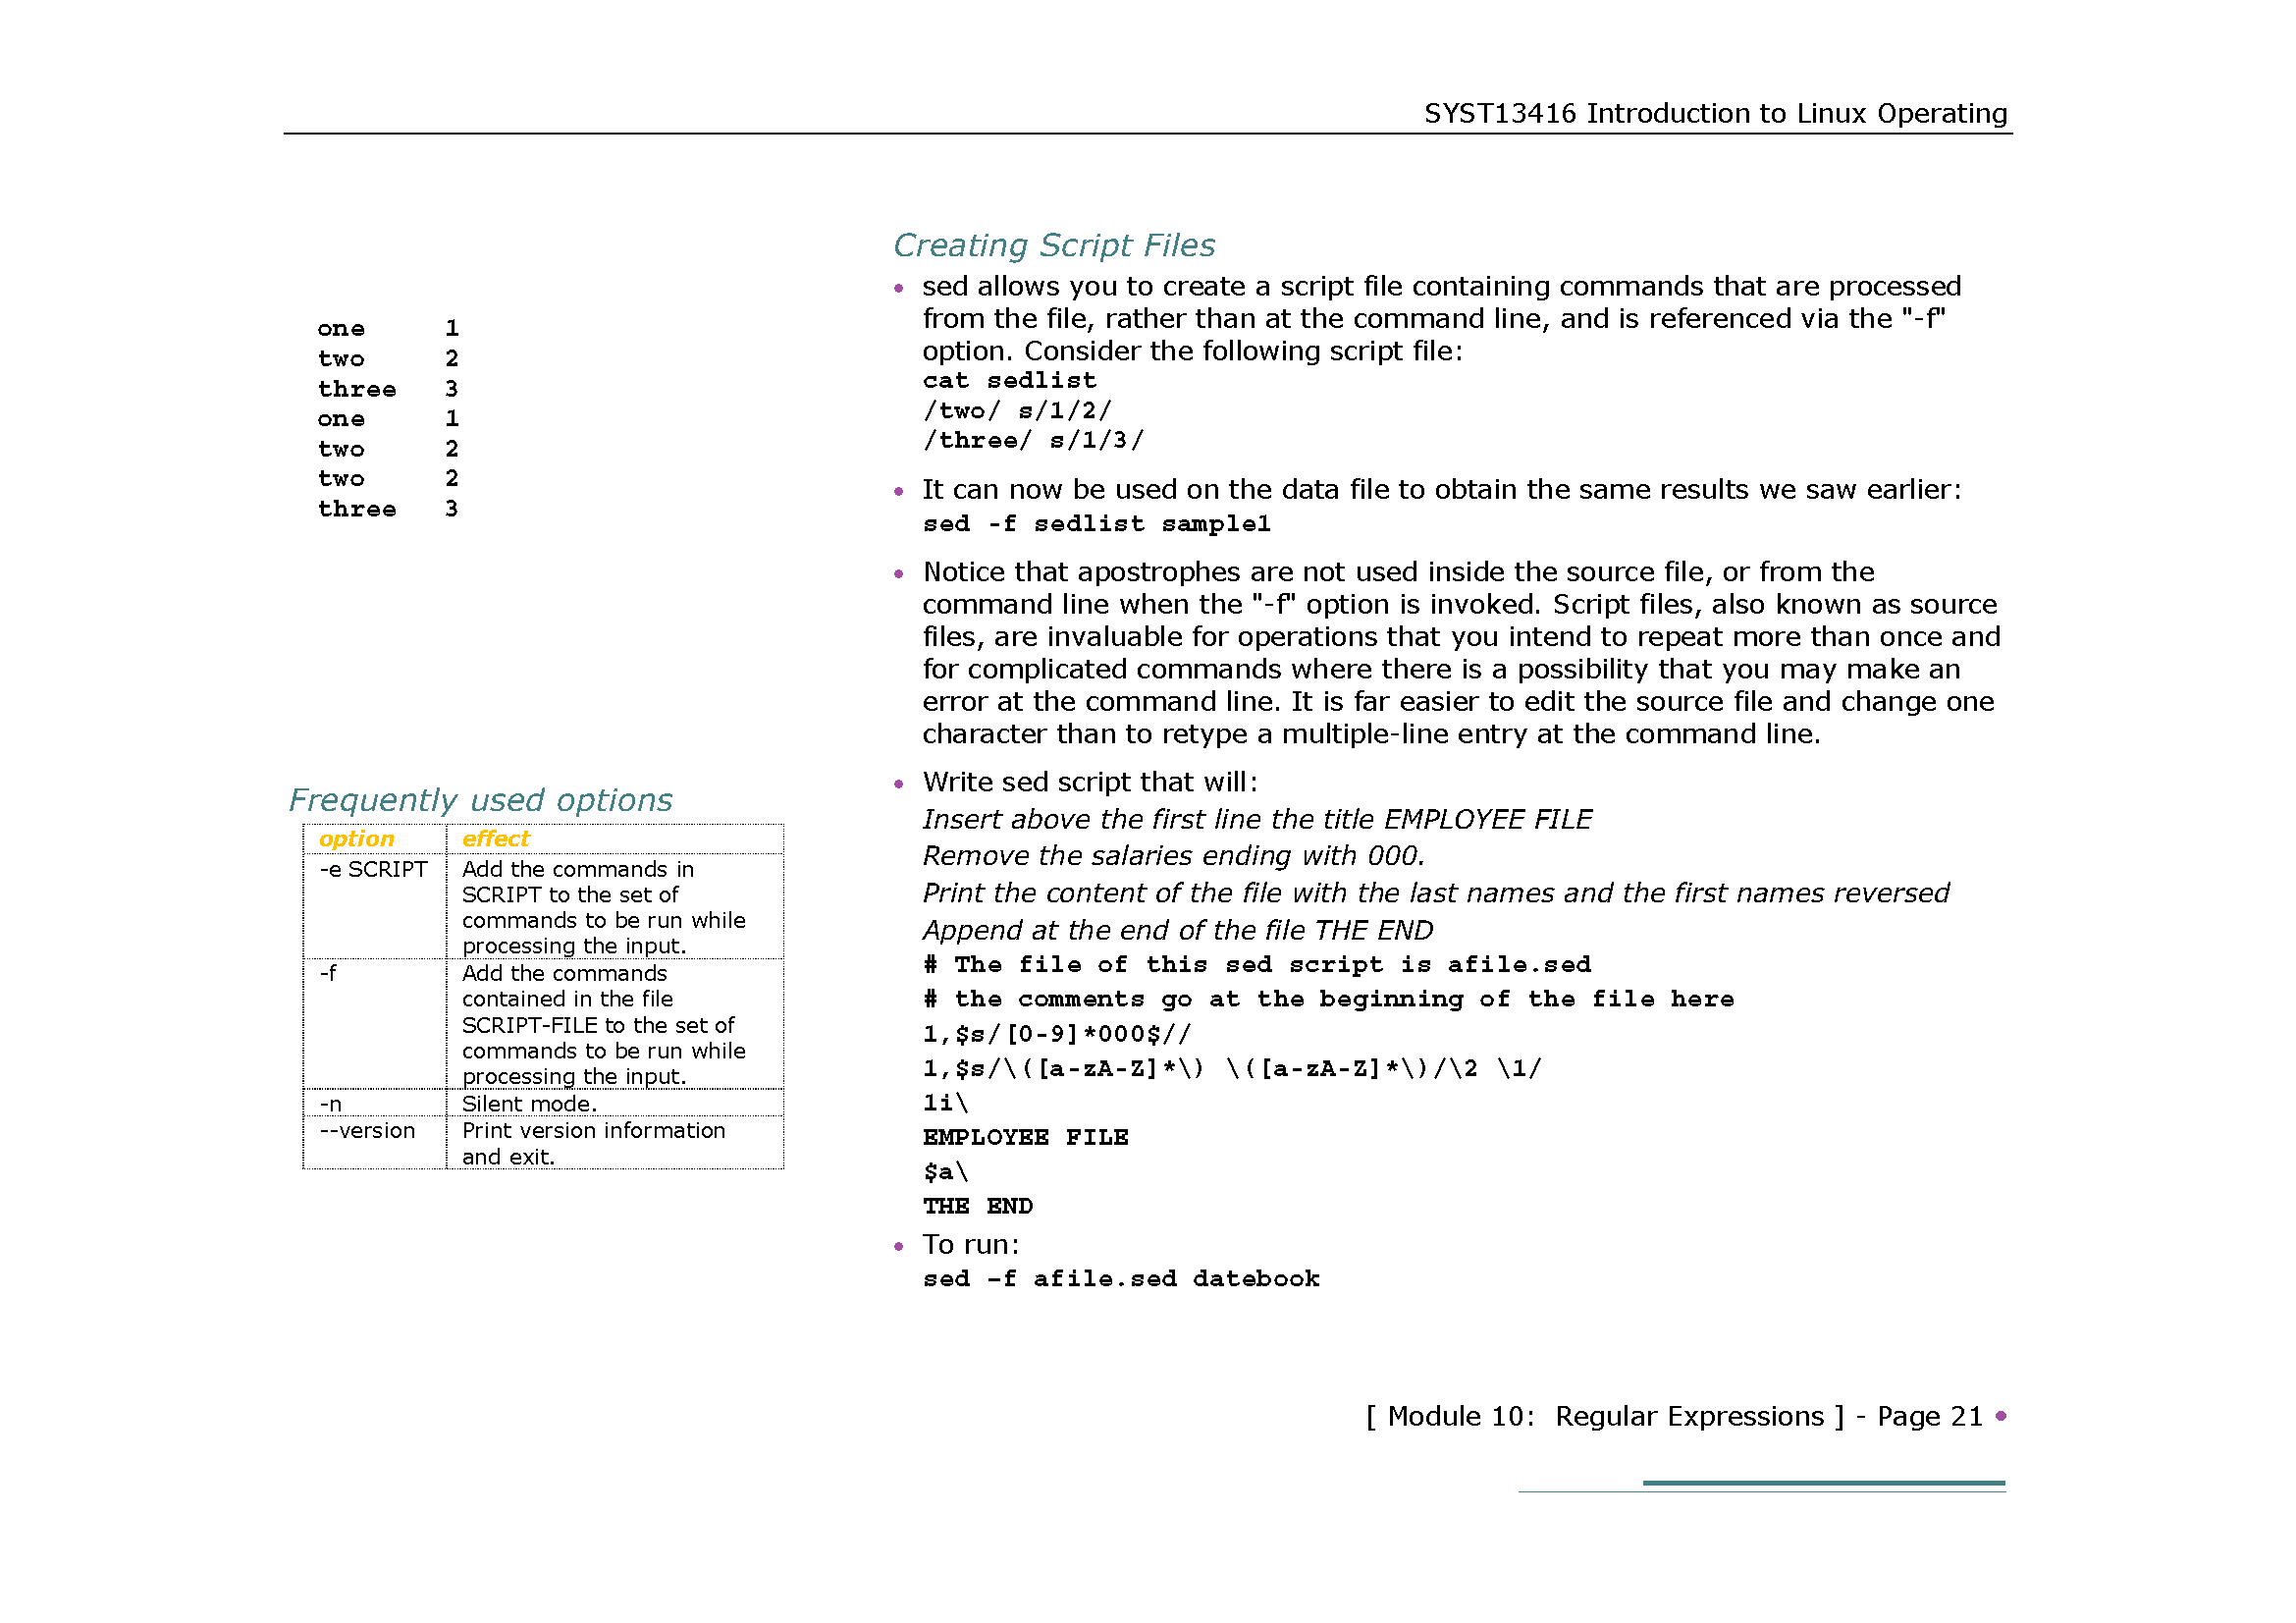 SYST13416 Introduction to Linux Operating
one 1
two 2
three 3
one 1
two 2
two 2
three 3
Frequently used options
option effect
-e SCRIPT Add the commands in
SCRIPT to the set of
commands to be run while
processing the input.
-f Add the commands
contained in the file
SCRIPT-FILE to the set of
commands to be run while
processing the input.
-n Silent mode.
--version Print version information
and exit.
Creating Script Files
• sed allows you to create a script file containing commands that are processed
from the file, rather than at the command line, and is referenced via the "-f"
option. Consider the following script file:
cat sedlist
/two/ s/1/2/
/three/ s/1/3/
• It can now be used on the data file to obtain the same results we saw earlier:
sed -f sedlist sample1
• Notice that apostrophes are not used inside the source file, or from the
command line when the "-f" option is invoked. Script files, also known as source
files, are invaluable for operations that you intend to repeat more than once and
for complicated commands where there is a possibility that you may make an
error at the command line. It is far easier to edit the source file and change one
character than to retype a multiple-line entry at the command line.
• Write sed script that will:
Insert above the first line the title EMPLOYEE FILE
Remove the salaries ending with 000.
Print the content of the file with the last names and the first names reversed
Append at the end of the file THE END
# The file of this sed script is afile.sed
# the comments go at the beginning of the file here
1,$s/[0-9]*000$//
1,$s/\([a-zA-Z]*\) \([a-zA-Z]*\)/\2 \1/
1i\
EMPLOYEE FILE
$a\
THE END
• To run:
sed –f afile.sed datebook
[ Module 10: Regular Expressions ] - Page 21 •